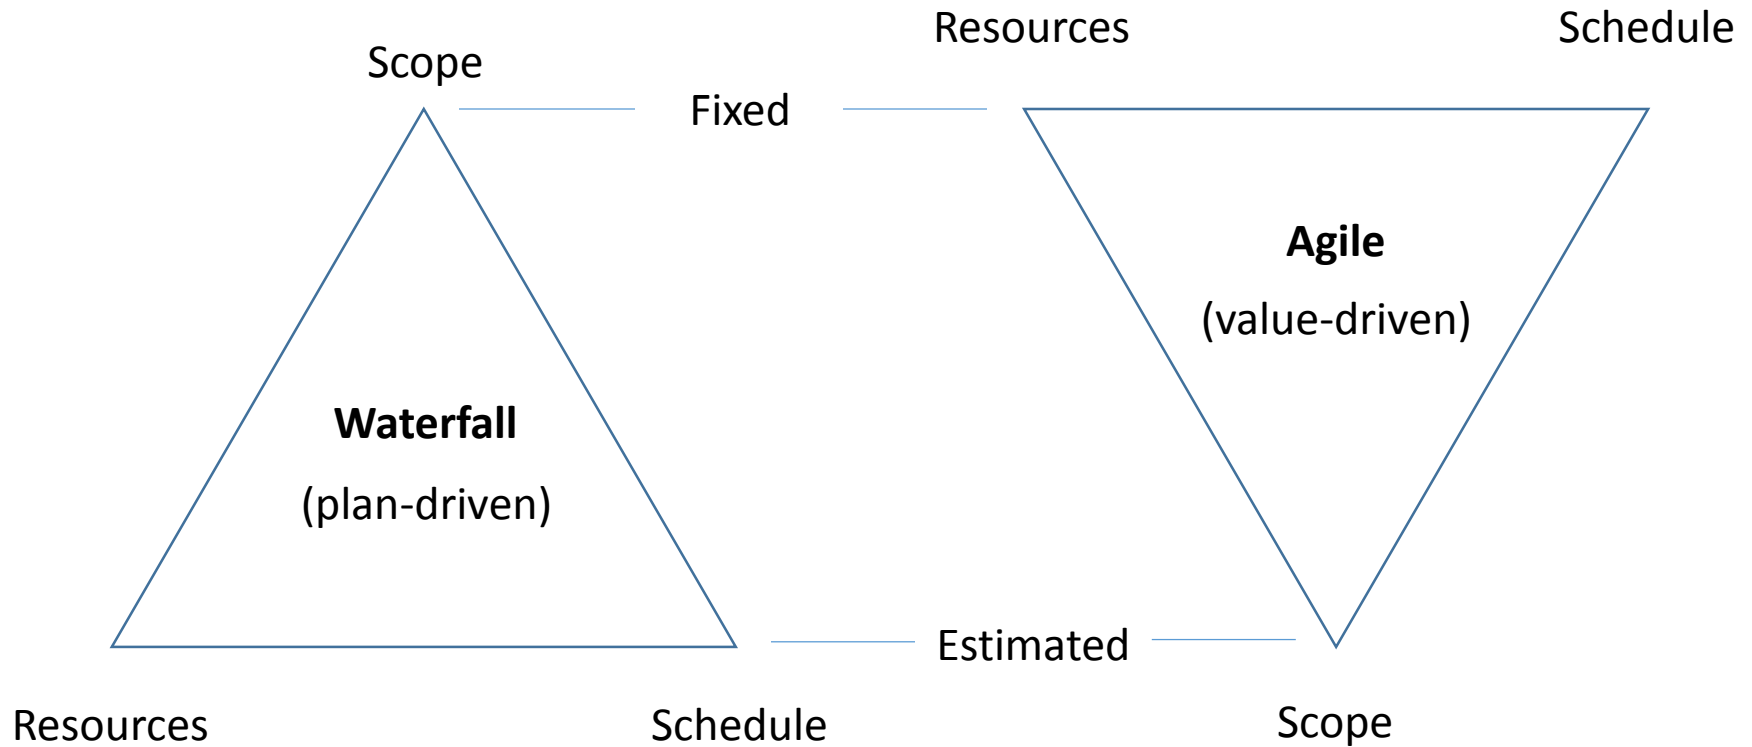 Resources
Schedule
Scope
Fixed
Agile
(value-driven)
Waterfall
(plan-driven)
Estimated
Resources
Schedule
Scope